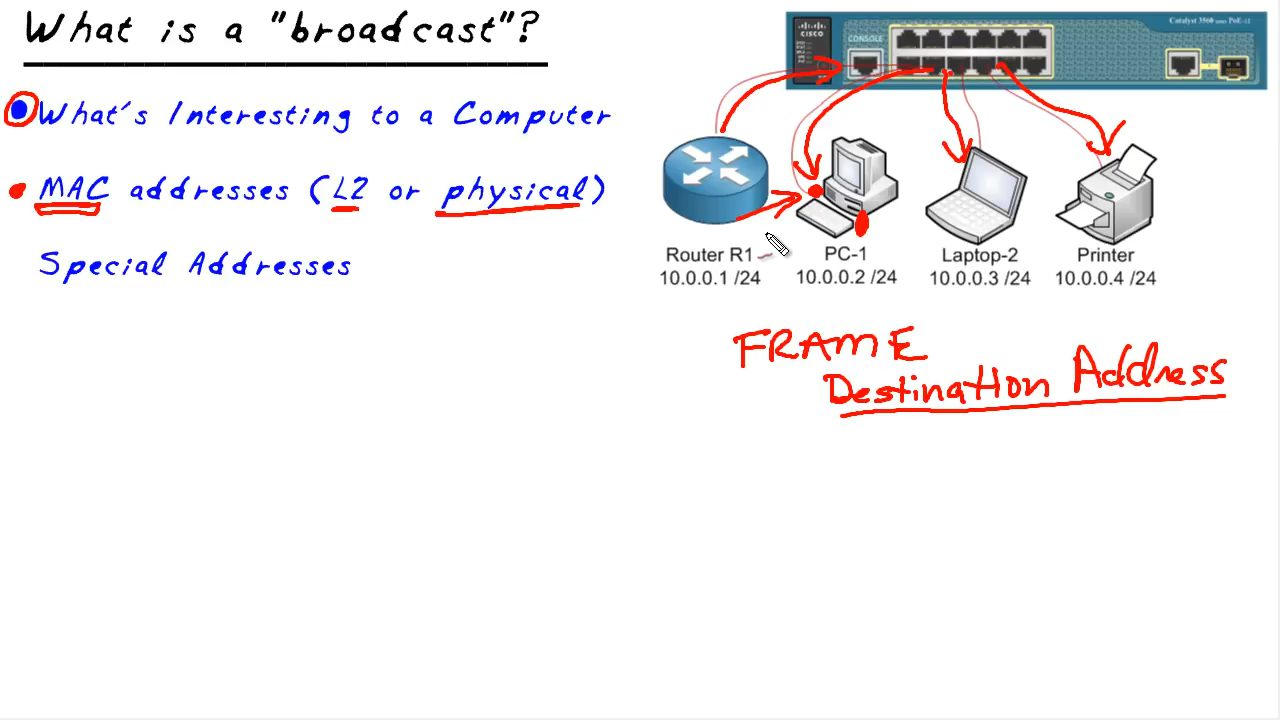 What is a "broadcast"?
What's Interesting to a Computer
MAC addresses (L2 or physical)
Special Addresses
CISCO
CONSOLE
Router R1
10.0.0.1 /24
PC-1
10.0.0.2 /24
Laptop-2
10.0.0.3 /24
Printer
10.0.0.4 /24
FRAME
Destination Address